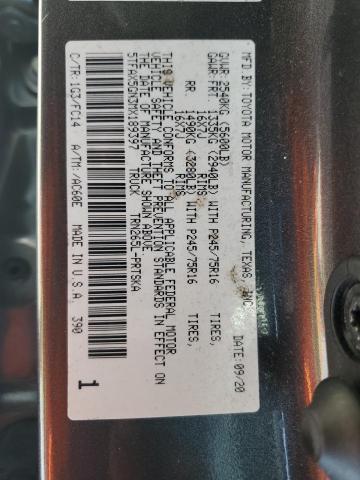 MFD.BY:TOYOTA MOTOR MANUFACTURING, TEXAS, INC.
DATE:09/20
GVWR:2540KG(5600LB)
GAWR.FRT.:1335KG(2940LB)WITH P245/75R16 TIRES,
16X7J RIMS
RR. :1490KG(3280LB)WITH P245/75R16 TIRES,
16X7J RIMS
THIS VEHICLE CONFORMS TO ALL APPLICABLE FEDERAL MOTOR
VEHICLE SAFETY AND THEFT PREVENTION STANDARDS IN EFFECT ON
THE DATE OF MANUFACTURE SHOWN ABOVE.
5TFAX5GN3MX189397 TRUCK TRN265L-PRTSKA
C/TR:1G3/FC14 A/TM:/AC60E MADE IN U.S.A 390
1